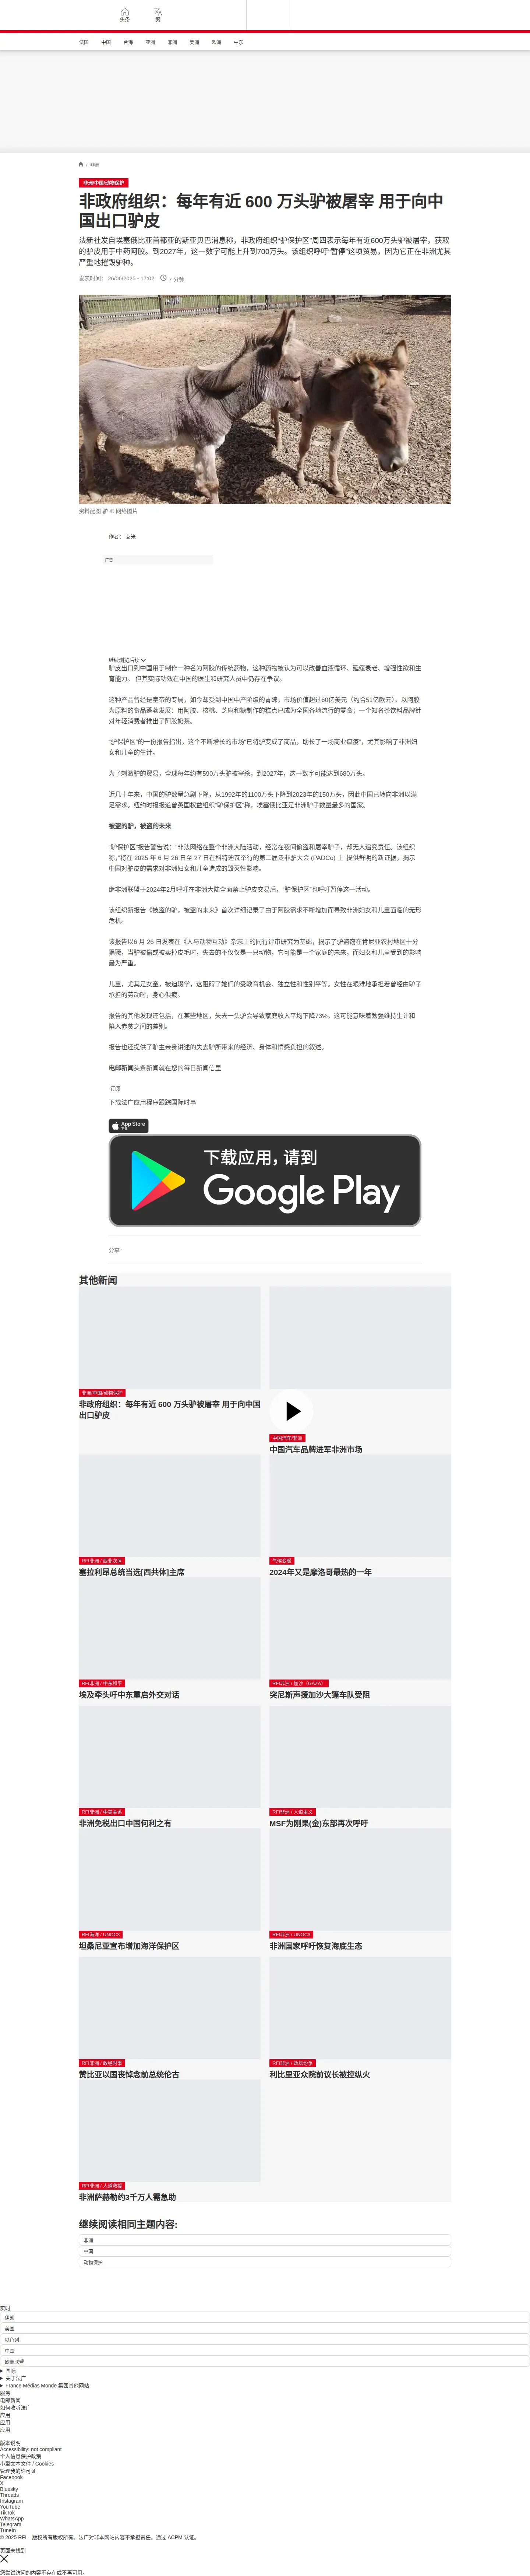 头条
繁
法国
中国
台海
亚洲
非洲
美洲
欧洲
中东
/ 非洲
非洲/中国/动物保护
非政府组织：每年有近 600 万头驴被屠宰 用于向中
国出口驴皮
法新社发自埃塞俄比亚首都亚的斯亚贝巴消息称，非政府组织“驴保护区”周四表示每年有近600万头驴被屠宰，获取
的驴皮用于中药阿胶。到2027年，这一数字可能上升到700万头。该组织呼吁“暂停”这项贸易，因为它正在非洲尤其
严重地摧毁驴种。
发表时间： 26/06/2025 - 17:02
7 分钟
资料配图 驴 © 网络图片
作者： 艾米
广告
继续浏览后续
驴皮出口到中国用于制作一种名为阿胶的传统药物，这种药物被认为可以改善血液循环、延缓衰老、增强性欲和生
育能力。 但其实际功效在中国的医生和研究人员中仍存在争议。
这种产品曾经是皇帝的专属，如今却受到中国中产阶级的青睐。市场价值超过60亿美元（约合51亿欧元），以阿胶
为原料的食品蓬勃发展：用阿胶、核桃、芝麻和糖制作的糕点已成为全国各地流行的零食；一个知名茶饮料品牌针
对年轻消费者推出了阿胶奶茶。
“驴保护区”的一份报告指出，这个不断增长的市场“已将驴变成了商品，助长了一场商业瘟疫”，尤其影响了非洲妇
女和儿童的生计。
为了刺激驴的贸易，全球每年约有590万头驴被宰杀，到2027年，这一数字可能达到680万头。
近几十年来，中国的驴数量急剧下降，从1992年的1100万头下降到2023年的150万头，因此中国已转向非洲以满
足需求。纽约时报报道曾英国权益组织“驴保护区”称，埃塞俄比亚是非洲驴子数量最多的国家。
被盗的驴，被盗的未来
“驴保护区”报告警告说：“非法网络在整个非洲大陆活动，经常在夜间偷盗和屠宰驴子，却无人追究责任。该组织
称，”将在 2025 年 6 月 26 日至 27 日在科特迪瓦举行的第二届泛非驴大会 (PADCo) 上 提供鲜明的新证据，揭示
中国对驴皮的需求对非洲妇女和儿童造成的毁灭性影响。
继非洲联盟于2024年2月呼吁在非洲大陆全面禁止驴皮交易后，“驴保护区”也呼吁暂停这一活动。
该组织新报告《被盗的驴，被盗的未来》首次详细记录了由于阿胶需求不断增加而导致非洲妇女和儿童面临的无形
危机。
该报告以6 月 26 日发表在《人与动物互动》杂志上的同行评审研究为基础，揭示了驴盗窃在肯尼亚农村地区十分
猖獗，当驴被偷或被卖掉皮毛时，失去的不仅仅是一只动物，它可能是一个家庭的未来，而妇女和儿童受到的影响
最为严重。
儿童，尤其是女童，被迫辍学，这阻碍了她们的受教育机会、独立性和性别平等。女性在艰难地承担着曾经由驴子
承担的劳动时，身心俱疲。
报告的其他发现还包括，在某些地区，失去一头驴会导致家庭收入平均下降73%。这可能意味着勉强维持生计和
陷入赤贫之间的差别。
报告也还提供了驴主亲身讲述的失去驴所带来的经济、身体和情感负担的叙述。
电邮新闻头条新闻就在您的每日新闻信里
订阅
下载法广应用程序跟踪国际时事
App Store
下载
下载应用，请到
Google Play
分享 :
其他新闻
非洲/中国/动物保护
非政府组织：每年有近 600 万头驴被屠宰 用于向中国
出口驴皮
中国汽车/非洲
中国汽车品牌进军非洲市场
RFI非洲 / 西非次区
塞拉利昂总统当选[西共体]主席
气候变暖
2024年又是摩洛哥最热的一年
RFI非洲 / 中东和平
埃及牵头吁中东重启外交对话
RFI非洲 / 加沙（GAZA）
突尼斯声援加沙大篷车队受阻
RFI非洲 / 中美关系
非洲免税出口中国何利之有
RFI非洲 / 人道主义
MSF为刚果(金)东部再次呼吁
RFI海洋 / UNOC3
坦桑尼亚宣布增加海洋保护区
RFI非洲 / UNOC3
非洲国家呼吁恢复海底生态
RFI非洲 / 政经时事
赞比亚以国丧悼念前总统伦古
RFI非洲 / 政坛纷争
利比里亚众院前议长被控纵火
RFI非洲 / 人道救援
非洲萨赫勒约3千万人需急助
继续阅读相同主题内容:
非洲
中国
动物保护
实时
伊朗
美国
以色列
中国
欧洲联盟
国际
关于法广
France Médias Monde 集团其他网站
服务
电邮新闻
如何收听法广
应用
应用
应用
版本说明
Accessibility: not compliant
个人信息保护政策
小型文本文件 / Cookies
管理我的许可证
Facebook
X
Bluesky
Threads
Instagram
YouTube
TikTok
WhatsApp
Telegram
TuneIn
© 2025 RFI – 版权所有版权所有。法广对非本网站内容不承担责任。通过 ACPM 认证。
页面未找到
您尝试访问的内容不存在或不再可用。